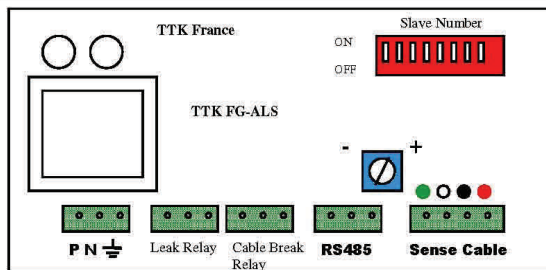 TTK France
Slave Number
ON
OFF
TTK FG-ALS
- +
P N
Leak Relay
Cable Break
Relay
RS485
Sense Cable